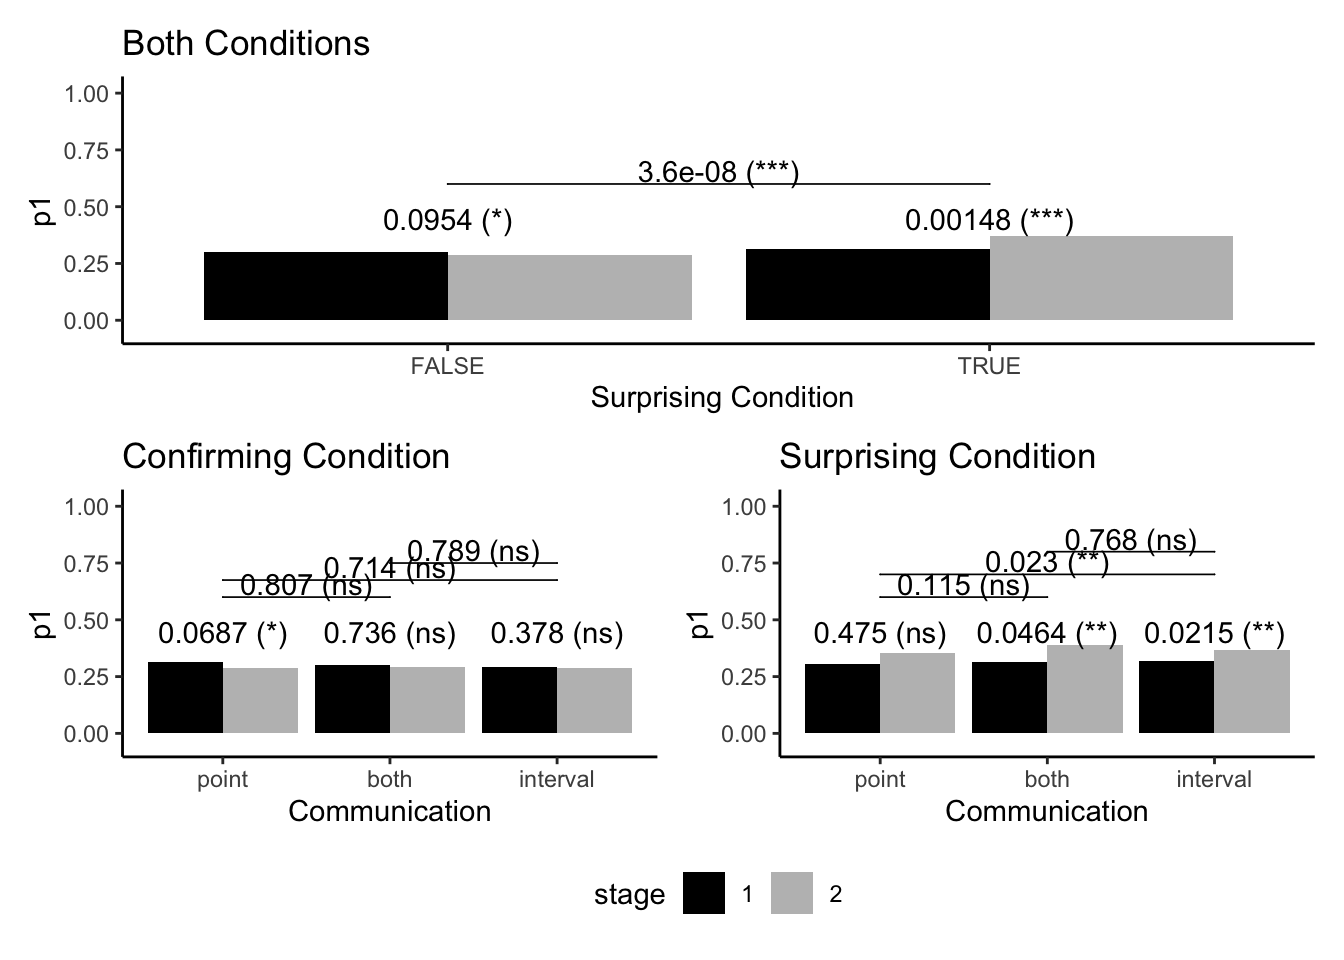 Both Conditions
1.00
0.75
0.50
0.25
0.00
p1
3.6e-08 (***)
0.0954 (*)
0.00148 (***)
FALSE
TRUE
Surprising Condition
Confirming Condition
1.00
0.75
0.50
0.25
0.00
p1
0.789 (ns)
0.714 (ns)
0.807 (ns)
0.0687 (*)
0.736 (ns)
0.378 (ns)
point
both
interval
Communication
Surprising Condition
1.00
0.75
0.50
0.25
0.00
p1
0.768 (ns)
0.023 (**)
0.115 (ns)
0.475 (ns)
0.0464 (**)
0.0215 (**)
point
both
interval
Communication
stage 1 2